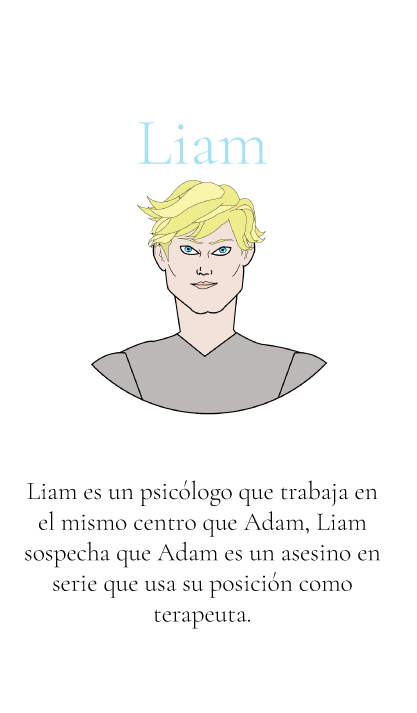 Liam
Liam es un psicólogo que trabaja en
el mismo centro que Adam, Liam
sospecha que Adam es un asesino en
serie que usa su posición como
terapeuta.